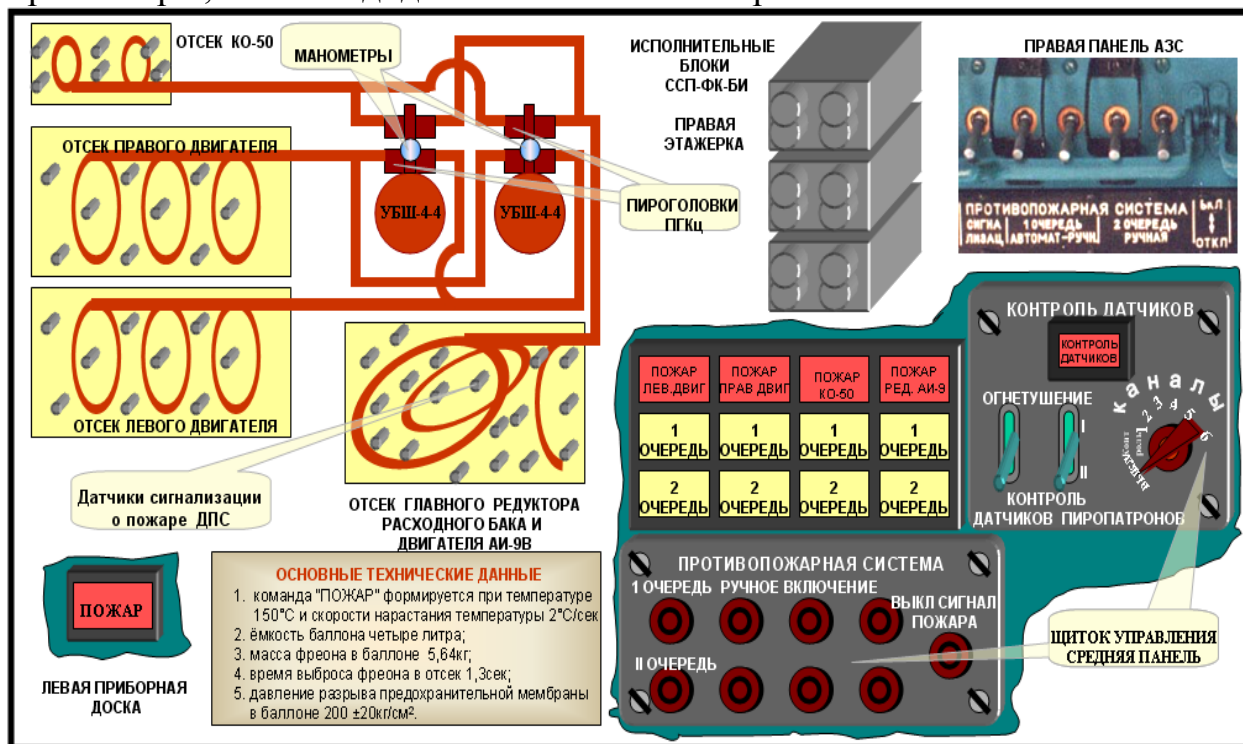 ОТСЕК КО-50
МАНОМЕТРЫ
ИСПОЛНИТЕЛЬНЫЕ
БЛОКИ
ССП-ФК-БИ
ПРАВАЯ
ЭТАЖЕРКА
ПРАВАЯ ПАНЕЛЬ АЗС
ОТСЕК ПРАВОГО ДВИГАТЕЛЯ
УБШ-4-4
УБШ-4-4
ПИРОГОЛОВКИ
ПГКц
ПРОТИВОПОЖАРНАЯ СИСТЕМА
СИГНА
ЛИЗАЦ
1 ОЧЕРЕДЬ
АВТОМАТ-РУЧН
2 ОЧЕРЕДЬ
РУЧНАЯ
ВКЛ
ОТКЛ
ОТСЕК ЛЕВОГО ДВИГАТЕЛЯ
Датчики сигнализации
о пожаре ДПС
ОТСЕК ГЛАВНОГО РЕДУКТОРА
РАСХОДНОГО БАКА И
ДВИГАТЕЛЯ АИ-9В
КОНТРОЛЬ ДАТЧИКОВ
КОНТРОЛЬ
ДАТЧИКОВ
каналы
ОГНЕТУШЕНИЕ
I
II
1 2 3 4 5 6
КОНТРОЛЬ
ДАТЧИКОВ ПИРОПАТРОНОВ
ПОЖАР
ЛЕВ.ДВИГ
ПОЖАР
ПРАВ ДВИГ
ПОЖАР
КО-50
ПОЖАР
РЕД. АИ-9
1
ОЧЕРЕДЬ
1
ОЧЕРЕДЬ
1
ОЧЕРЕДЬ
1
ОЧЕРЕДЬ
2
ОЧЕРЕДЬ
2
ОЧЕРЕДЬ
2
ОЧЕРЕДЬ
2
ОЧЕРЕДЬ
ПРОТИВОПОЖАРНАЯ СИСТЕМА
1 ОЧЕРЕДЬ РУЧНОЕ ВКЛЮЧЕНИЕ
ВЫКЛ СИГНАЛ
ПОЖАРА
II ОЧЕРЕДЬ
ЩИТОК УПРАВЛЕНИЯ
СРЕДНЯЯ ПАНЕЛЬ
ПОЖАР
ЛЕВАЯ ПРИБОРНАЯ
ДОСКА
ОСНОВНЫЕ ТЕХНИЧЕСКИЕ ДАННЫЕ
1. команда "ПОЖАР" формируется при температуре
150°С и скорости нарастания температуры 2°С/сек
2. ёмкость баллона четыре литра;
3. масса фреона в баллоне 5,64кг;
4. время выброса фреона в отсек 1,3сек;
5. давление разрыва предохранительной мембраны
в баллоне 200 ±20кг/см².